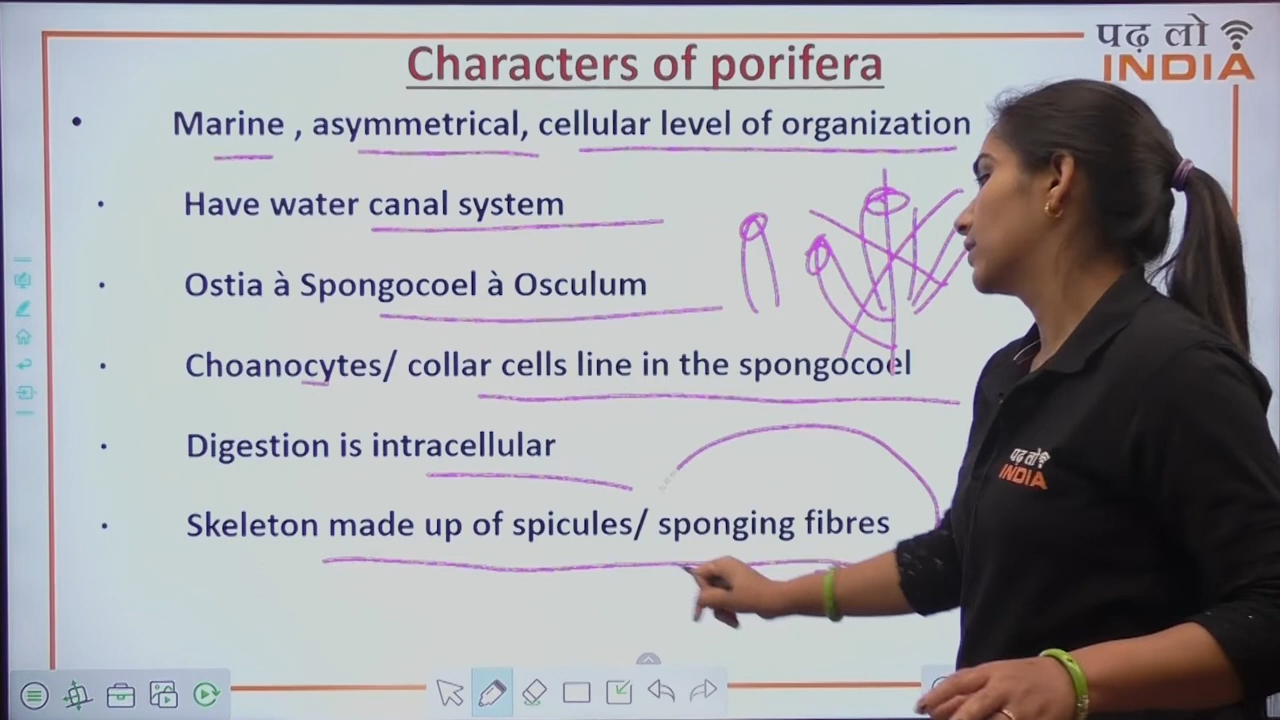 पढ़ लो
INDIA
Characters of porifera
• Marine , asymmetrical, cellular level of organization
· Have water canal system
· Ostia à Spongocoel à Osculum
· Choanocytes/ collar cells line in the spongocoel
· Digestion is intracellular
· Skeleton made up of spicules/ sponging fibres
पढ़ लो
INDIA